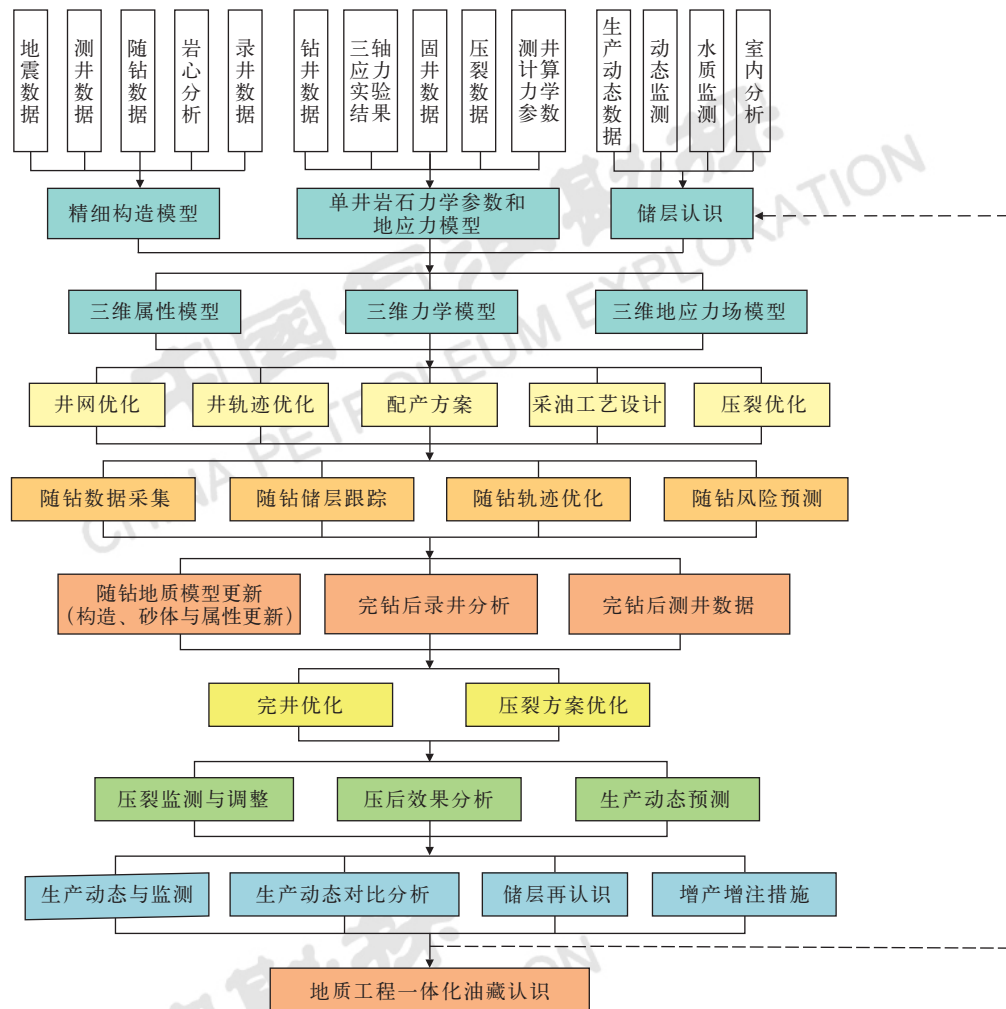 地震数据
测井数据
随钻数据
岩心分析
录井数据
钻井数据
三轴应力实验结果
固井数据
压裂数据
测井计算力学参数
生产动态数据
动态监测
水质监测
室内分析
精细构造模型
单井岩石力学参数和
地应力模型
储层认识
三维属性模型
三维力学模型
三维地应力场模型
井网优化
井轨迹优化
配产方案
采油工艺设计
压裂优化
随钻数据采集
随钻储层跟踪
随钻轨迹优化
随钻风险预测
随钻地质模型更新
（构造、砂体与属性更新）
完钻后录井分析
完钻后测井数据
完井优化
压裂方案优化
压裂监测与调整
压后效果分析
生产动态预测
生产动态与监测
生产动态对比分析
储层再认识
增产增注措施
地质工程一体化油藏认识
中國石油勘探
CHINA PETROLEUM EXPLORATION